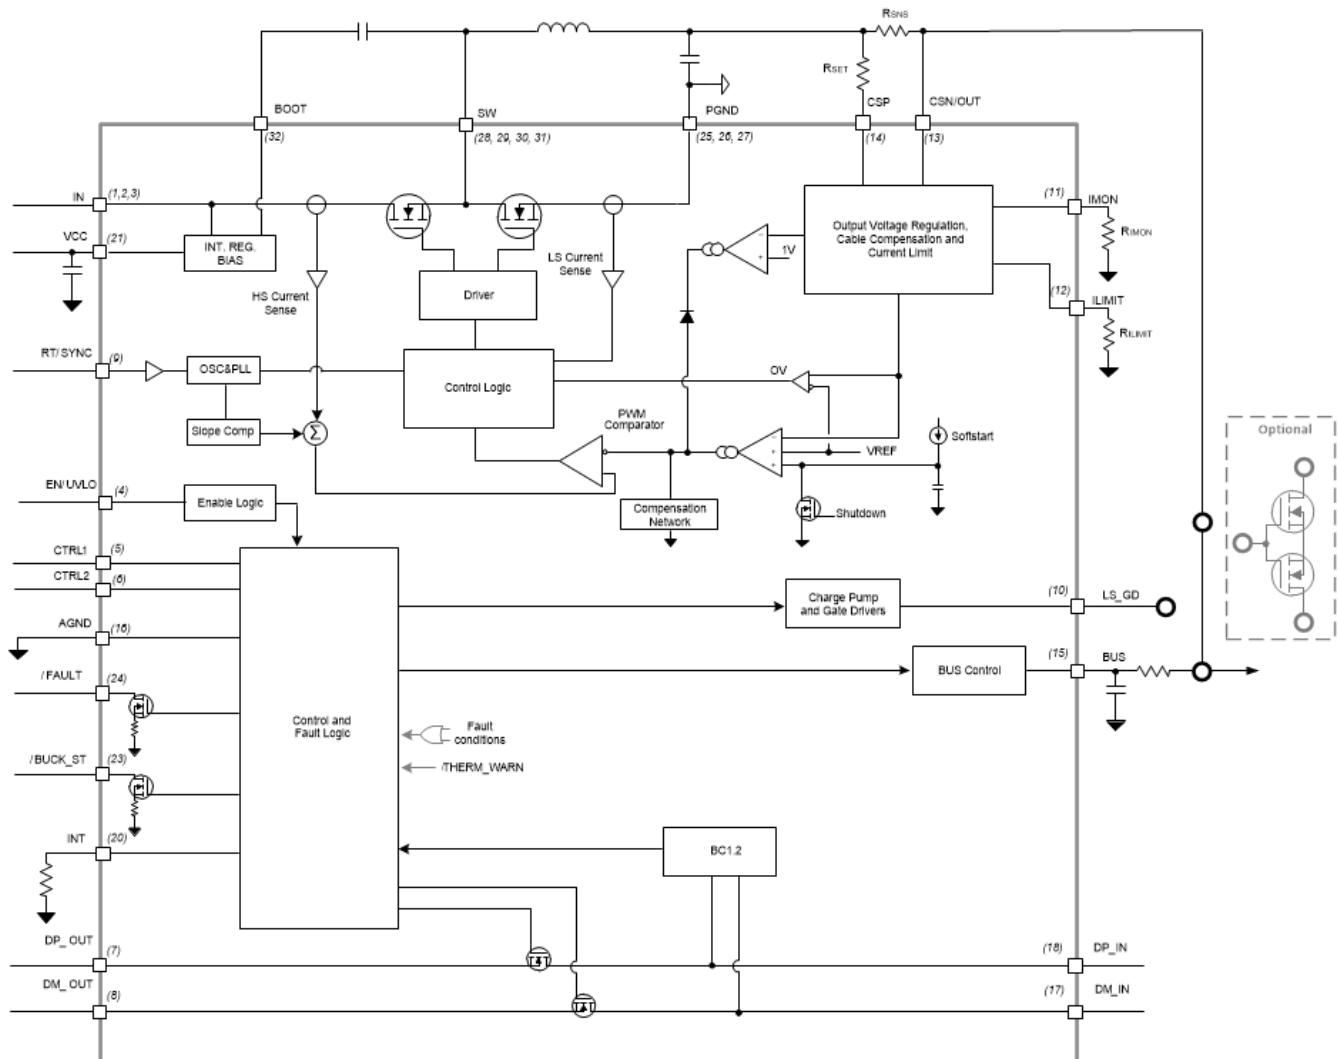 RSNS
RSET
BOOT
SW
PGND
CSP
CSN/OUT
(32)
(28, 29, 30, 31)
(25, 26, 27)
(14)
(13)
IN
(1,2,3)
(11)
IMON
VCC
(21)
INT. REG.
BIAS
LS Current
Sense
1V
Output Voltage Regulation,
Cable Compensation and
Current Limit
RIMON
HS Current
Sense
Driver
(12)
ILIMIT
RILIMIT
RT/SYNC
(9)
OSC&PLL
Control Logic
OV
Slope Comp
Σ
PWM
Comparator
VREF
Softstart
Optional
EN/UVLO
(4)
Enable Logic
Compensation
Network
Shutdown
CTRL1
(5)
CTRL2
(6)
Charge Pump
and Gate Drivers
(10)
LS_GD
AGND
(16)
BUS Control
(15)
BUS
/FAULT
(24)
Control and
Fault Logic
Fault
conditions
/BUCK_ST
(23)
/THERM_WARN
INT
(20)
BC1.2
DP_OUT
(7)
(18)
DP_IN
DM_OUT
(8)
(17)
DM_IN